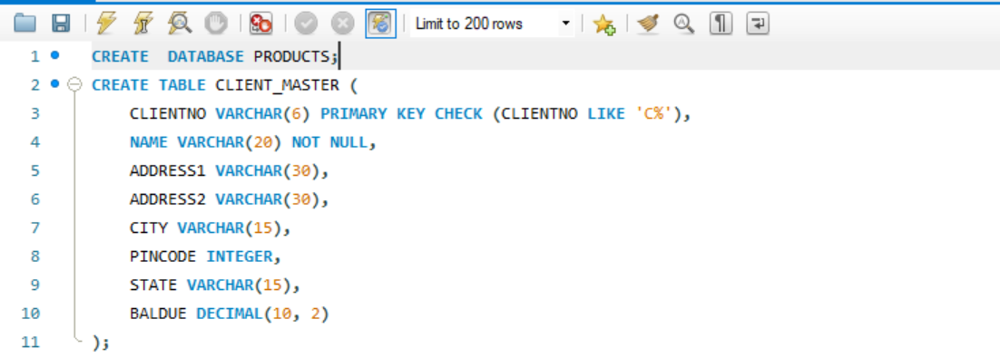 Limit to 200 rows
1 CREATE  DATABASE PRODUCTS;
2 CREATE TABLE CLIENT_MASTER (
3 CLIENTNO VARCHAR(6) PRIMARY KEY CHECK (CLIENTNO LIKE 'C%'),
4 NAME VARCHAR(20) NOT NULL,
5 ADDRESS1 VARCHAR(30),
6 ADDRESS2 VARCHAR(30),
7 CITY VARCHAR(15),
8 PINCODE INTEGER,
9 STATE VARCHAR(15),
10 BALDUE DECIMAL(10, 2)
11 );